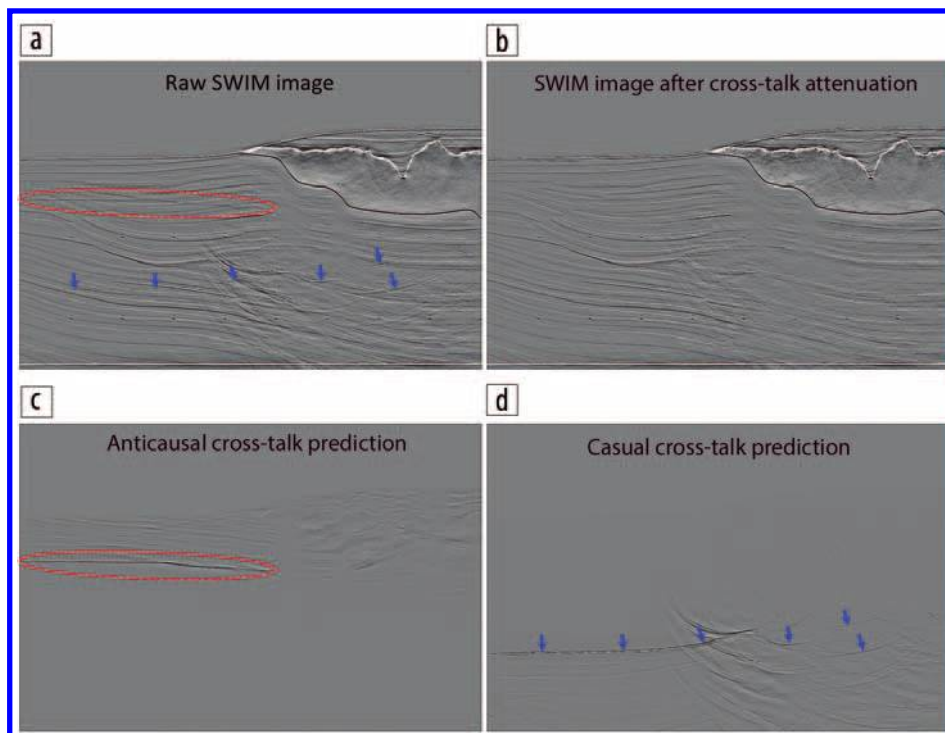 a
b
Raw SWIM image
SWIM image after cross-talk attenuation
c
d
Anticausal cross-talk prediction
Casual cross-talk prediction